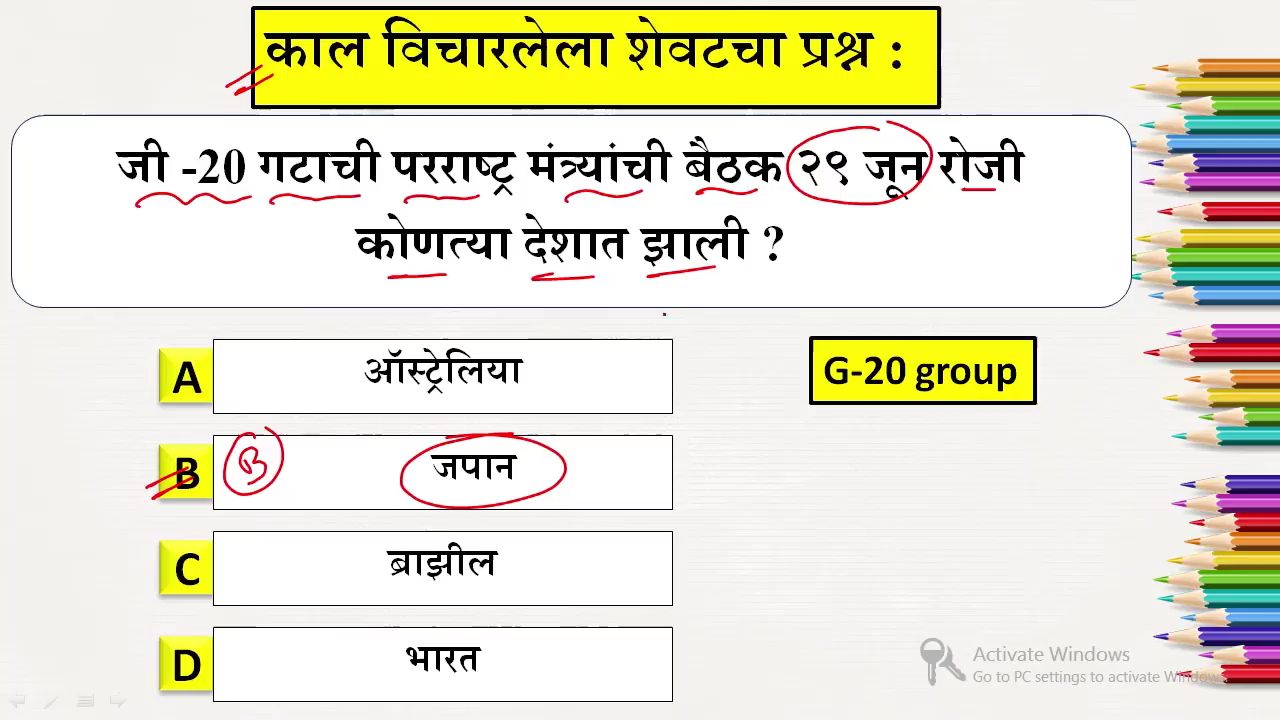 काल विचारलेला शेवटचा प्रश्न :
जी -20 गटाची परराष्ट्र मंत्र्यांची बैठक २९ जून रोजी
कोणत्या देशात झाली ?
A ऑस्ट्रेलिया
G-20 group
B B जपान
C ब्राझील
D भारत
Activate Windows
Go to PC settings to activate Windows.